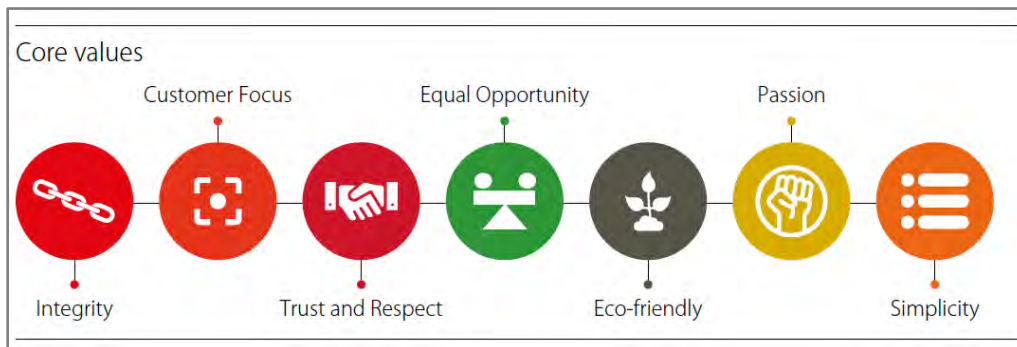 Core values
Customer Focus
Equal Opportunity
Passion
Integrity
Trust and Respect
Eco-friendly
Simplicity